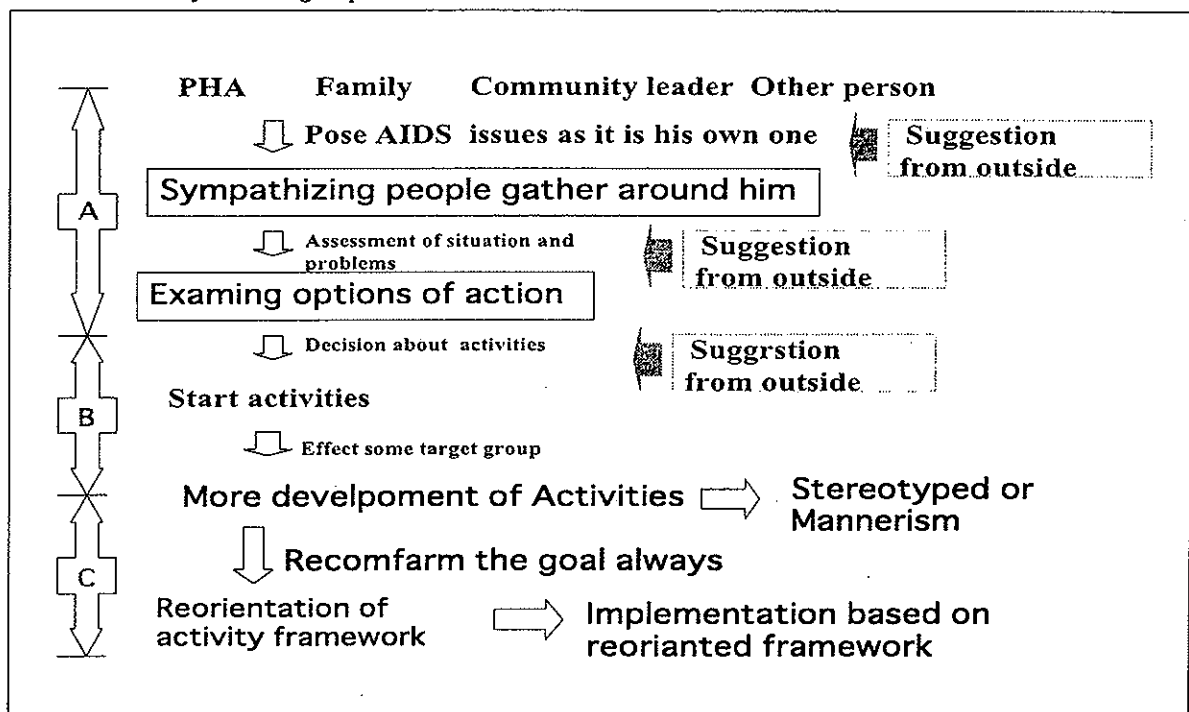 PHA Family Community leader Other person
Pose AIDS issues as it is his own one
Suggestion
from outside
Sympathizing people gather around him
A
Assessment of situation and
problems
Suggestion
from outside
Examing options of action
Decision about activities
Suggrstion
from outside
B
Start activities
Effect some target group
More develpoment of Activities
Stereotyped or
Mannerism
C
Recomfarm the goal always
Reorientation of
activity framework
Implementation based on
reorianted framework